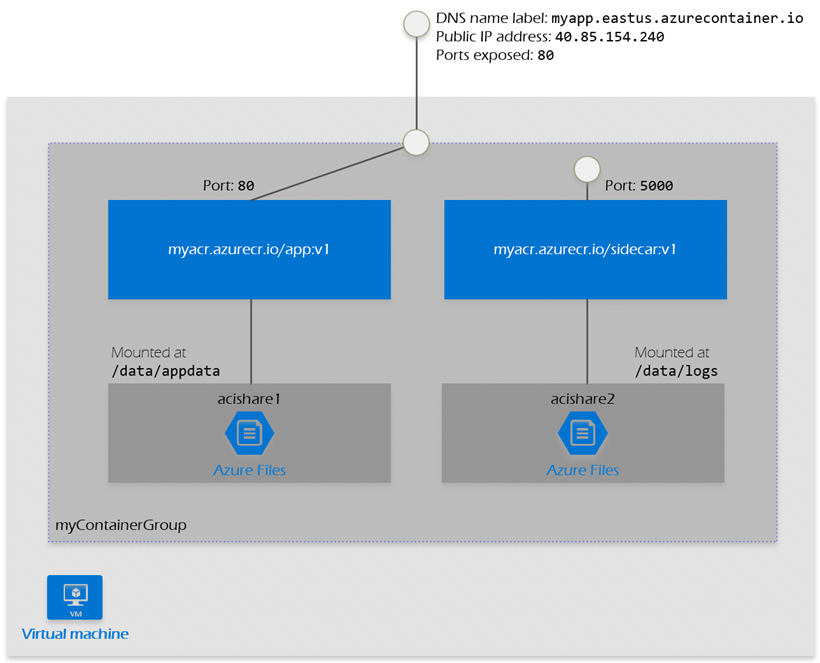 DNS name label: myapp.eastus.azurecontainer.io
Public IP address: 40.85.154.240
Ports exposed: 80
Port: 80
Port: 5000
myacr.azurecr.io/app:v1
myacr.azurecr.io/sidecar:v1
Mounted at
/data/appdata
Mounted at
/data/logs
acishare1
Azure Files
acishare2
Azure Files
myContainerGroup
VM
Virtual machine